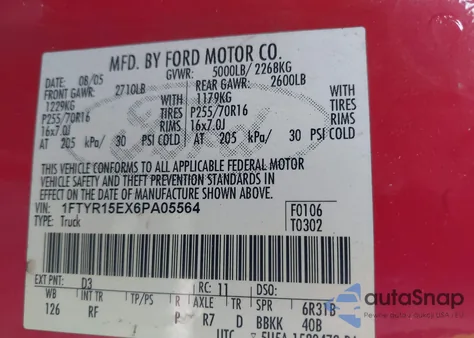 MFD. BY FORD MOTOR CO.
DATE: 08/05 GVWR: 5000LB/ 2268KG
FRONT GAWR: 2710LB REAR GAWR: 2600LB
1229KG WITH 1179KG WITH
P255/70R16 TIRES P255/70R16 TIRES
16x7.0J RIMS 16x7.0J RIMS
AT 205 kPa/ 30 PSI COLD AT 205 kPa/ 30 PSI COLD
THIS VEHICLE CONFORMS TO ALL APPLICABLE FEDERAL MOTOR
VEHICLE SAFETY AND THEFT PREVENTION STANDARDS IN
EFFECT ON THE DATE OF MANUFACTURE SHOWN ABOVE.
VIN: 1FTYR15EX6PA05564 F0106
TYPE: Truck T0302
EXT PNT: D3 RC: 11 DSO:
WB INT TR TP/PS R AXLE TR SPR 6R31B
126 RF P R7 D BBKK 40B
UTC
autoSnap